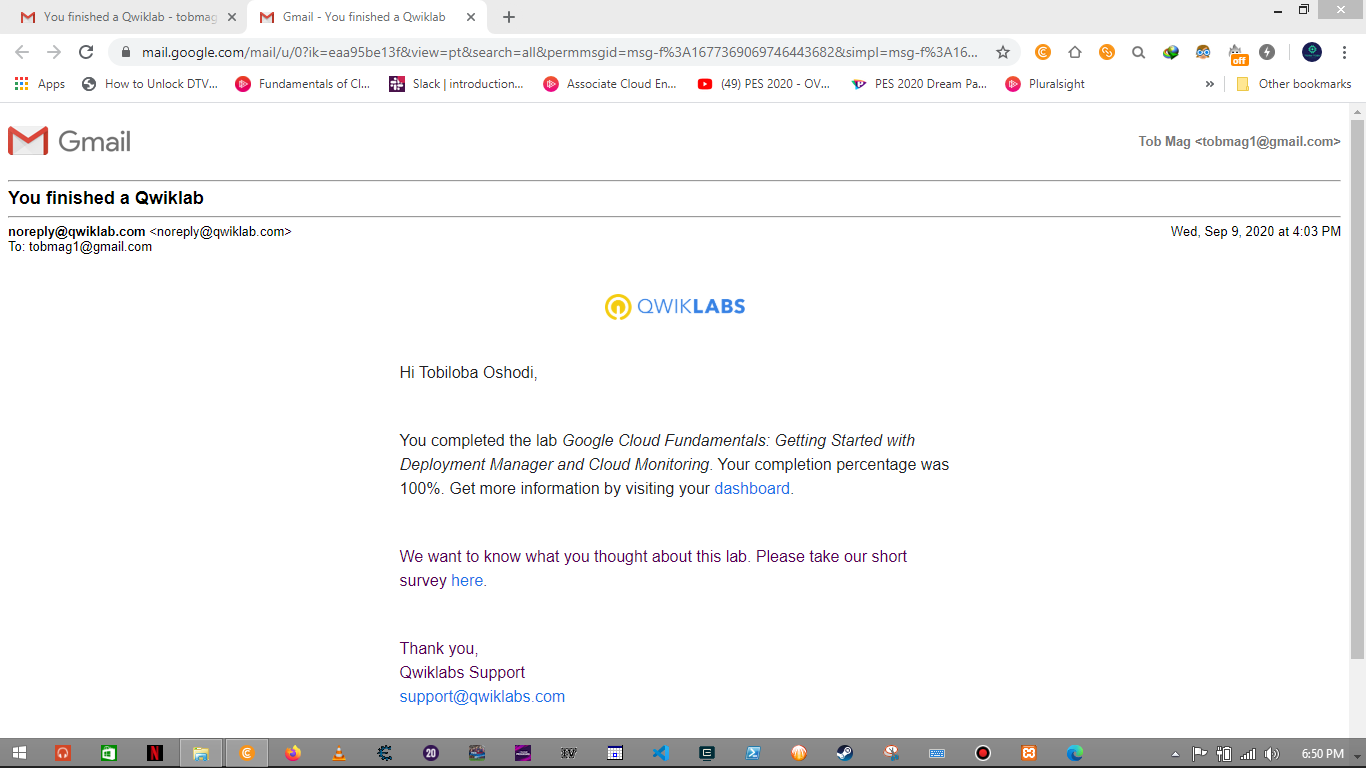 You finished a Qwiklab - tobmag
Gmail - You finished a Qwiklab
mail.google.com/mail/u/0?ik=eaa95be13f&view=pt&search=all&permmsgid=msg-f%3A1677369069746443682&simpl=msg-f%3A16...
off
Apps
How to Unlock DTV...
Fundamentals of Cl...
Slack | introduction...
Associate Cloud En...
(49) PES 2020 - OV...
PES 2020 Dream Pa...
Pluralsight
»
Other bookmarks
Gmail
Tob Mag <tobmag1@gmail.com>
You finished a Qwiklab
noreply@qwiklab.com <noreply@qwiklab.com>
Wed, Sep 9, 2020 at 4:03 PM
To: tobmag1@gmail.com
QWIKLABS
Hi Tobiloba Oshodi,
You completed the lab Google Cloud Fundamentals: Getting Started with
Deployment Manager and Cloud Monitoring. Your completion percentage was
100%. Get more information by visiting your dashboard.
We want to know what you thought about this lab. Please take our short
survey here.
Thank you,
Qwiklabs Support
support@qwiklabs.com
20
6:50 PM